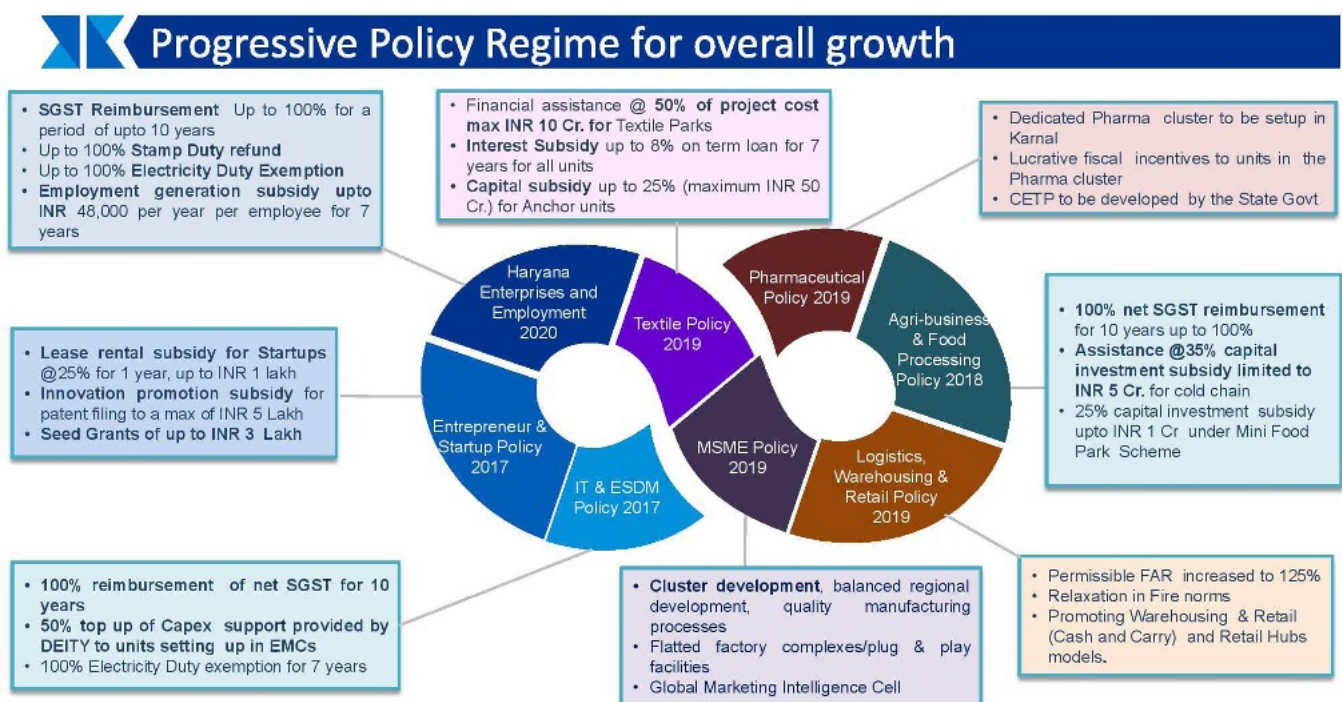 Progressive Policy Regime for overall growth
• SGST Reimbursement Up to 100% for a
period of upto 10 years
• Up to 100% Stamp Duty refund
• Up to 100% Electricity Duty Exemption
• Employment generation subsidy upto
INR 48,000 per year per employee for 7
years
• Financial assistance @ 50% of project cost
max INR 10 Cr. for Textile Parks
• Interest Subsidy up to 8% on term loan for 7
years for all units
• Capital subsidy up to 25% (maximum INR 50
Cr.) for Anchor units
• Dedicated Pharma cluster to be setup in
Karnal
• Lucrative fiscal incentives to units in the
Pharma cluster
• CETP to be developed by the State Govt
Haryana
Enterprises and
Employment
2020
Textile Policy
2019
Pharmaceutical
Policy 2019
Agri-business
& Food
Processing
Policy 2018
• Lease rental subsidy for Startups
@25% for 1 year, up to INR 1 lakh
• Innovation promotion subsidy for
patent filing to a max of INR 5 Lakh
• Seed Grants of up to INR 3 Lakh
• 100% net SGST reimbursement
for 10 years up to 100%
• Assistance @35% capital
investment subsidy limited to
INR 5 Cr. for cold chain
• 25% capital investment subsidy
upto INR 1 Cr under Mini Food
Park Scheme
Entrepreneur &
Startup Policy
2017
IT & ESDM
Policy 2017
MSME Policy
2019
Logistics,
Warehousing &
Retail Policy
2019
• 100% reimbursement of net SGST for 10
years
• 50% top up of Capex support provided by
DEITY to units setting up in EMCs
• 100% Electricity Duty exemption for 7 years
• Cluster development, balanced regional
development, quality manufacturing
processes
• Flatted factory complexes/plug & play
facilities
• Global Marketing Intelligence Cell
• Permissible FAR increased to 125%
• Relaxation in Fire norms
• Promoting Warehousing & Retail
(Cash and Carry) and Retail Hubs
models.